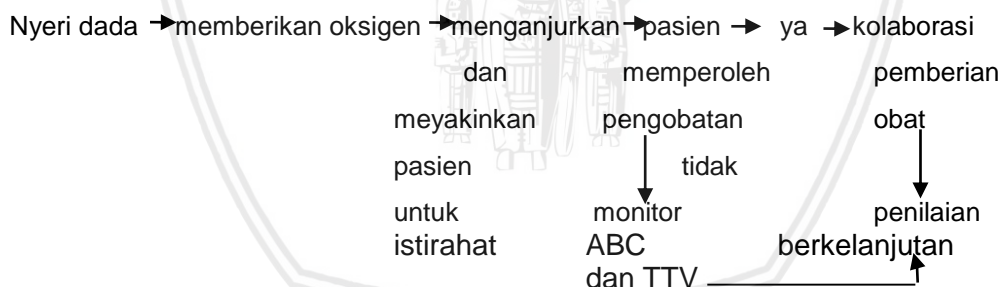 Nyeri dada memberikan oksigen menganjurkan pasien ya kolaborasi
dan memperoleh pemberian
meyakinkan pengobatan obat
pasien tidak
untuk monitor penilaian
istirahat ABC berkelanjutan
dan TTV